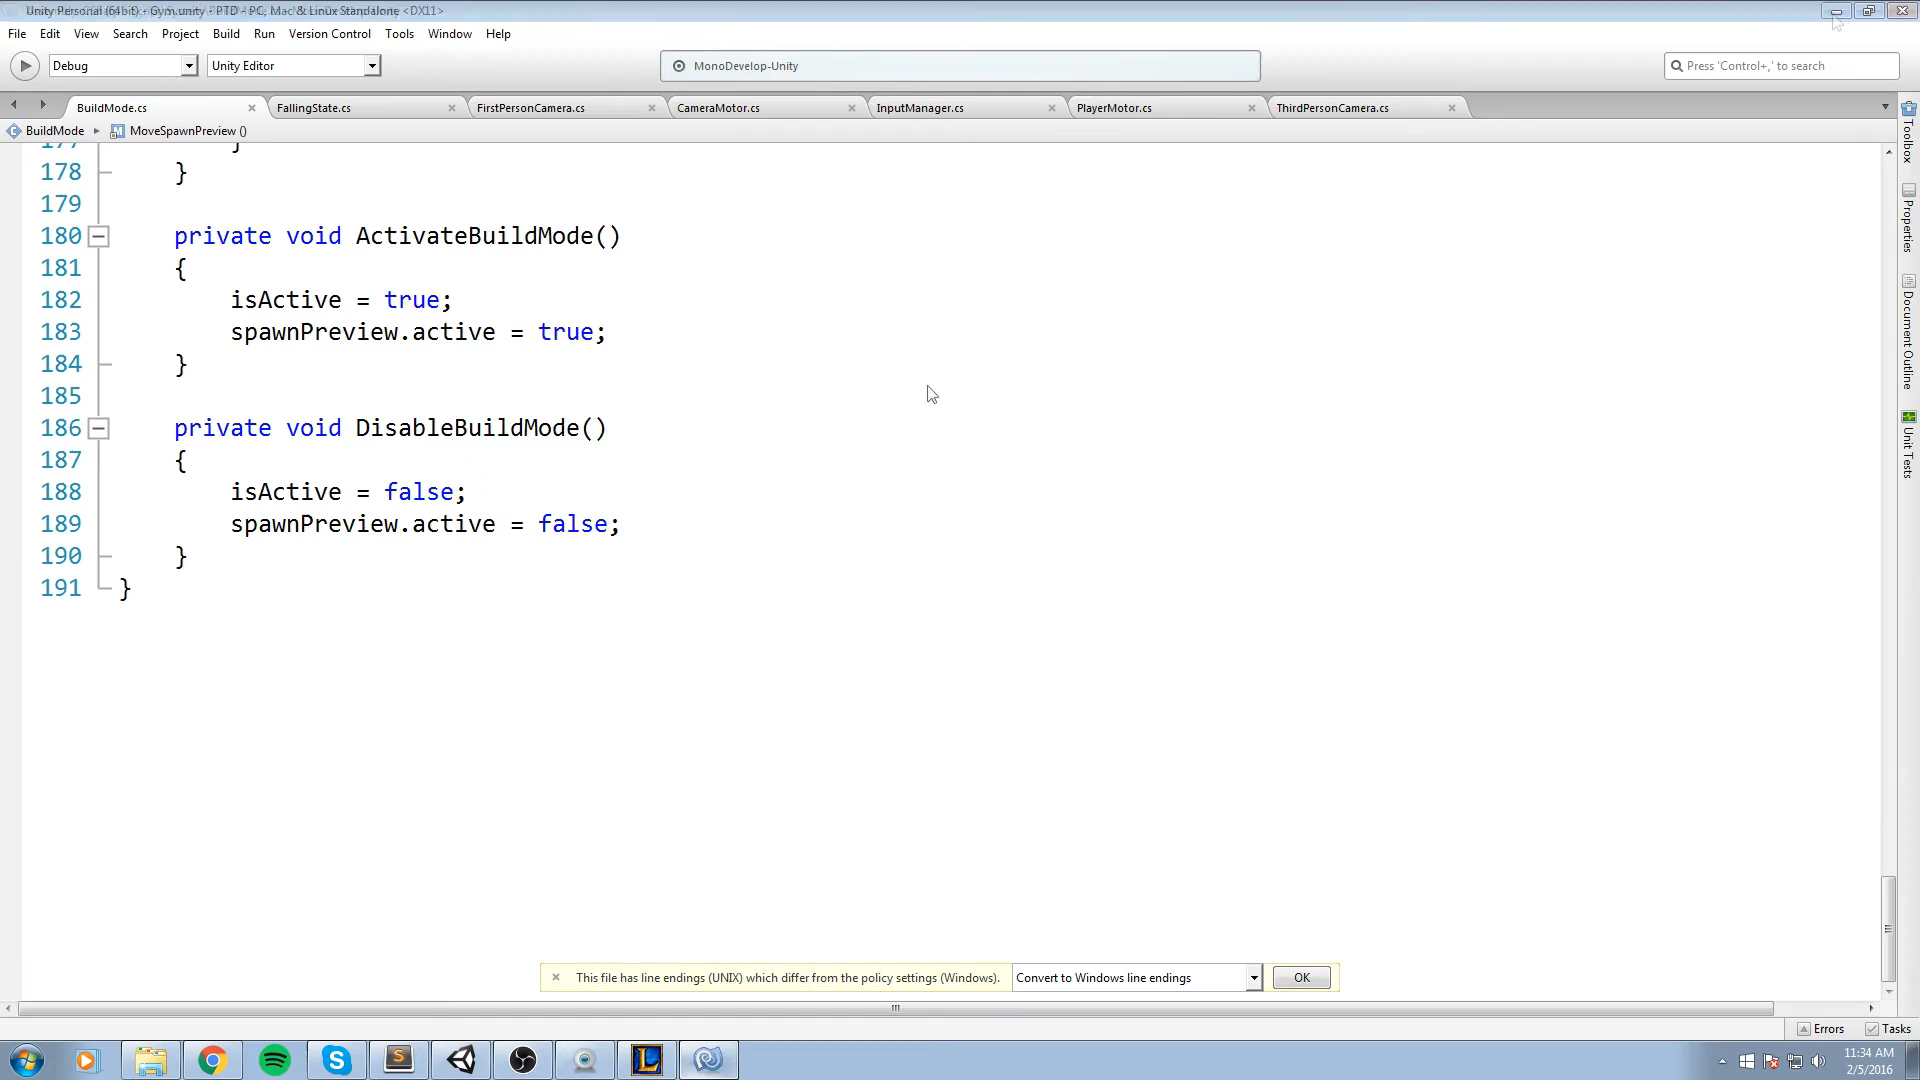 Unity Personal (64bit) - Gym.unity - PTD - PC, Mac & Linux Standalone <DX11>
File Edit View Search Project Build Run Version Control Tools Window Help
Debug Unity Editor MonoDevelop-Unity Press 'Control+,' to search
BuildMode.cs FallingState.cs FirstPersonCamera.cs CameraMotor.cs InputManager.cs PlayerMotor.cs ThirdPersonCamera.cs
BuildMode MoveSpawnPreview ()
177 }
178 }
179
180 private void ActivateBuildMode()
181 {
182 isActive = true;
183 spawnPreview.active = true;
184 }
185
186 private void DisableBuildMode()
187 {
188 isActive = false;
189 spawnPreview.active = false;
190 }
191 }
Toolbox
Properties
Document Outline
Unit Tests
This file has line endings (UNIX) which differ from the policy settings (Windows). Convert to Windows line endings OK
Errors Tasks
11:34 AM
2/5/2016